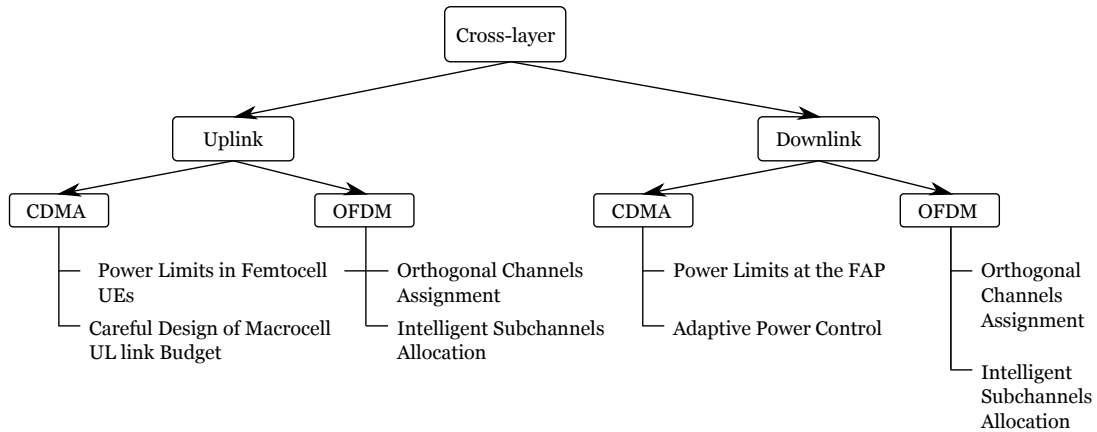 Cross-layer
Uplink
Downlink
CDMA
OFDM
CDMA
OFDM
Power Limits in Femtocell
UEs
Careful Design of Macrocell
UL link Budget
Orthogonal Channels
Assignment
Intelligent Subchannels
Allocation
Power Limits at the FAP
Adaptive Power Control
Orthogonal
Channels
Assignment
Intelligent
Subchannels
Allocation